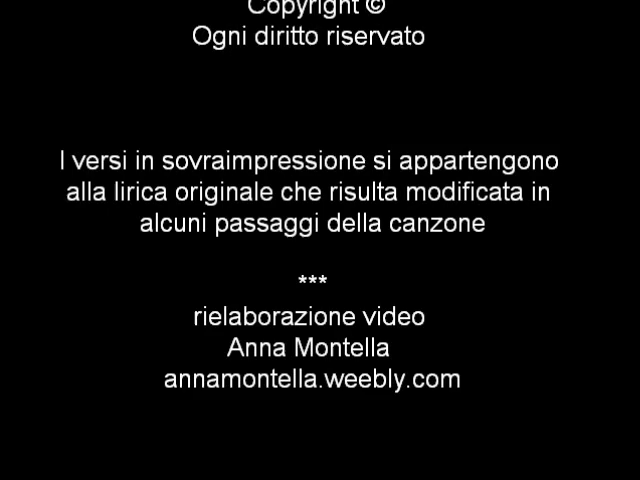 Copyright ©
Ogni diritto riservato
I versi in sovraimpressione si appartengono
alla lirica originale che risulta modificata in
alcuni passaggi della canzone
***
rielaborazione video
Anna Montella
annamontella.weebly.com